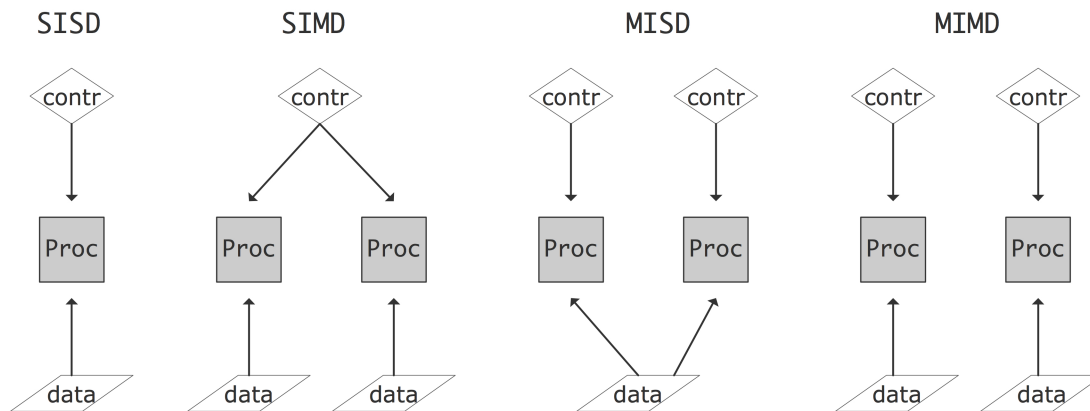 SISD SIMD MISD MIMD
contr contr contr contr contr contr
Proc Proc Proc Proc Proc Proc Proc
data data data data data data